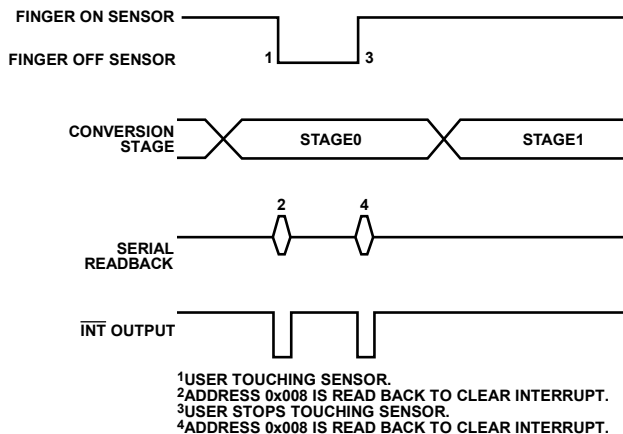 FINGER ON SENSOR
FINGER OFF SENSOR
1
3
CONVERSION
STAGE
STAGE0
STAGE1
2
4
SERIAL
READBACK
INT OUTPUT
1USER TOUCHING SENSOR.
2ADDRESS 0x008 IS READ BACK TO CLEAR INTERRUPT.
3USER STOPS TOUCHING SENSOR.
4ADDRESS 0x008 IS READ BACK TO CLEAR INTERRUPT.